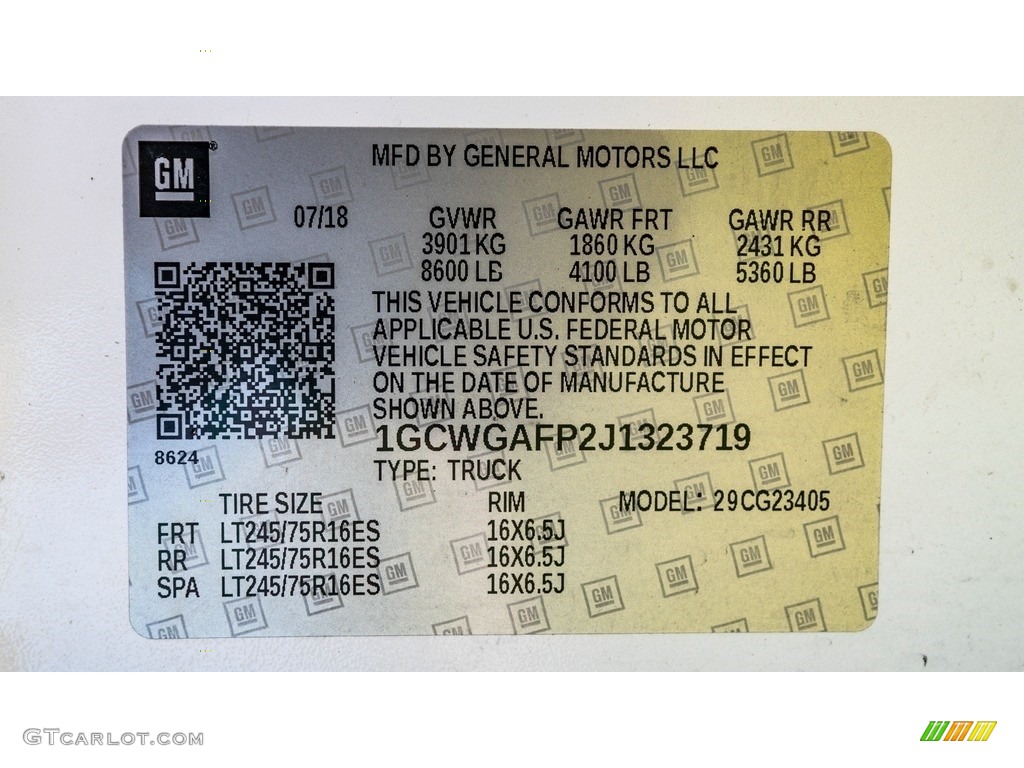 GM®
MFD BY GENERAL MOTORS LLC
07/18 GVWR GAWR FRT GAWR RR
3901 KG 1860 KG 2431 KG
8600 LB 4100 LB 5360 LB
THIS VEHICLE CONFORMS TO ALL
APPLICABLE U.S. FEDERAL MOTOR
VEHICLE SAFETY STANDARDS IN EFFECT
ON THE DATE OF MANUFACTURE
SHOWN ABOVE.
1GCWGAFP2J1323719
8624
TYPE: TRUCK
TIRE SIZE RIM MODEL: 29CG23405
FRT LT245/75R16ES 16X6.5J
RR LT245/75R16ES 16X6.5J
SPA LT245/75R16ES 16X6.5J
GTCARLOT.COM